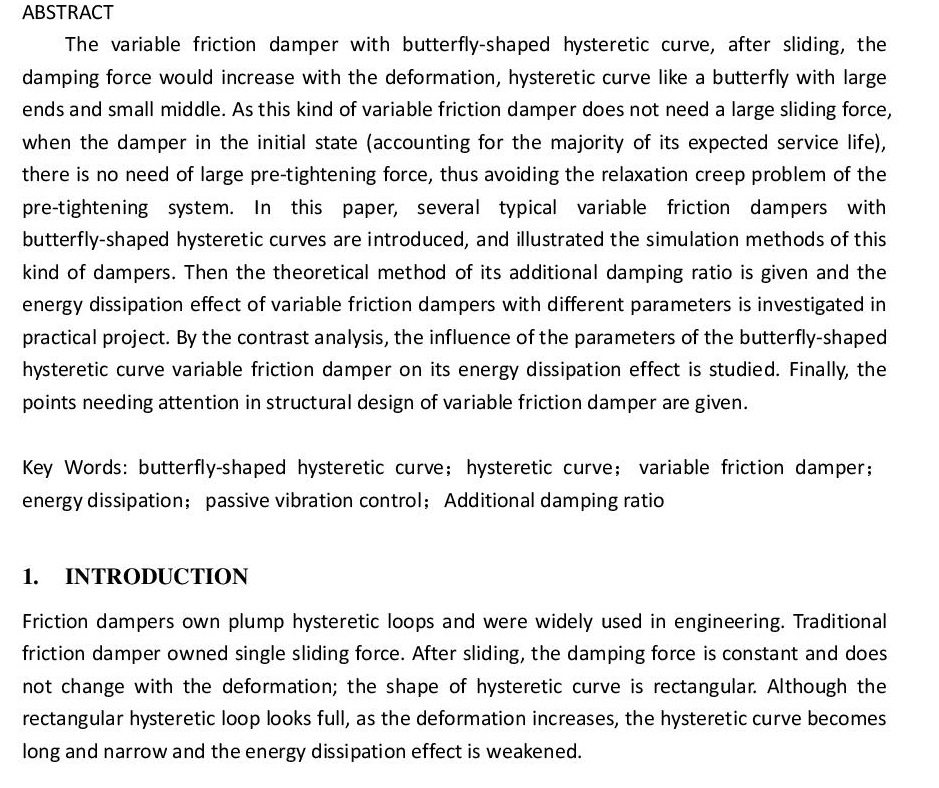 ABSTRACT
The variable friction damper with butterfly-shaped hysteretic curve, after sliding, the
damping force would increase with the deformation, hysteretic curve like a butterfly with large
ends and small middle. As this kind of variable friction damper does not need a large sliding force,
when the damper in the initial state (accounting for the majority of its expected service life),
there is no need of large pre-tightening force, thus avoiding the relaxation creep problem of the
pre-tightening system. In this paper, several typical variable friction dampers with
butterfly-shaped hysteretic curves are introduced, and illustrated the simulation methods of this
kind of dampers. Then the theoretical method of its additional damping ratio is given and the
energy dissipation effect of variable friction dampers with different parameters is investigated in
practical project. By the contrast analysis, the influence of the parameters of the butterfly-shaped
hysteretic curve variable friction damper on its energy dissipation effect is studied. Finally, the
points needing attention in structural design of variable friction damper are given.
Key Words: butterfly-shaped hysteretic curve；hysteretic curve；variable friction damper；
energy dissipation；passive vibration control；Additional damping ratio
1. INTRODUCTION
Friction dampers own plump hysteretic loops and were widely used in engineering. Traditional
friction damper owned single sliding force. After sliding, the damping force is constant and does
not change with the deformation; the shape of hysteretic curve is rectangular. Although the
rectangular hysteretic loop looks full, as the deformation increases, the hysteretic curve becomes
long and narrow and the energy dissipation effect is weakened.